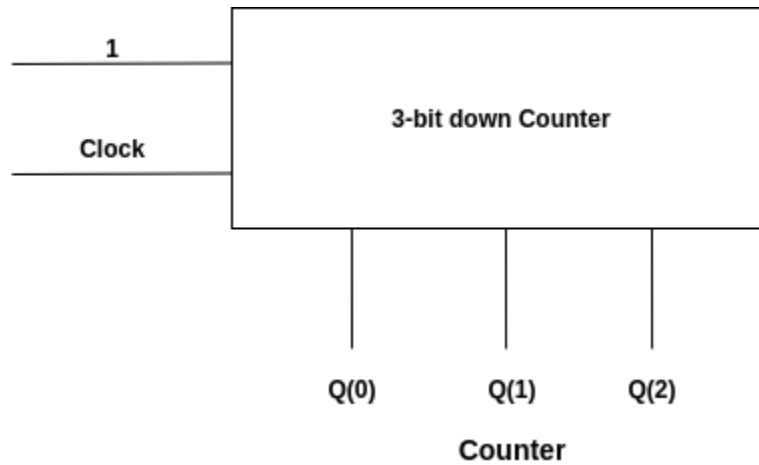 1
3-bit down Counter
Clock
Q(0) Q(1) Q(2)
Counter